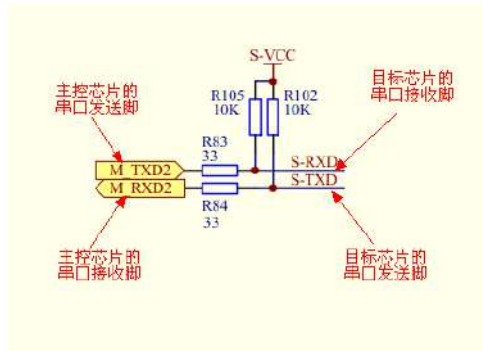 S-VCC
主控芯片的
串口发送脚
目标芯片的
串口接收脚
R105
10K
R102
10K
R83
33
M_TXD2
S-RXD
M_RXD2
S-TXD
R84
33
主控芯片的
串口接收脚
目标芯片的
串口发送脚